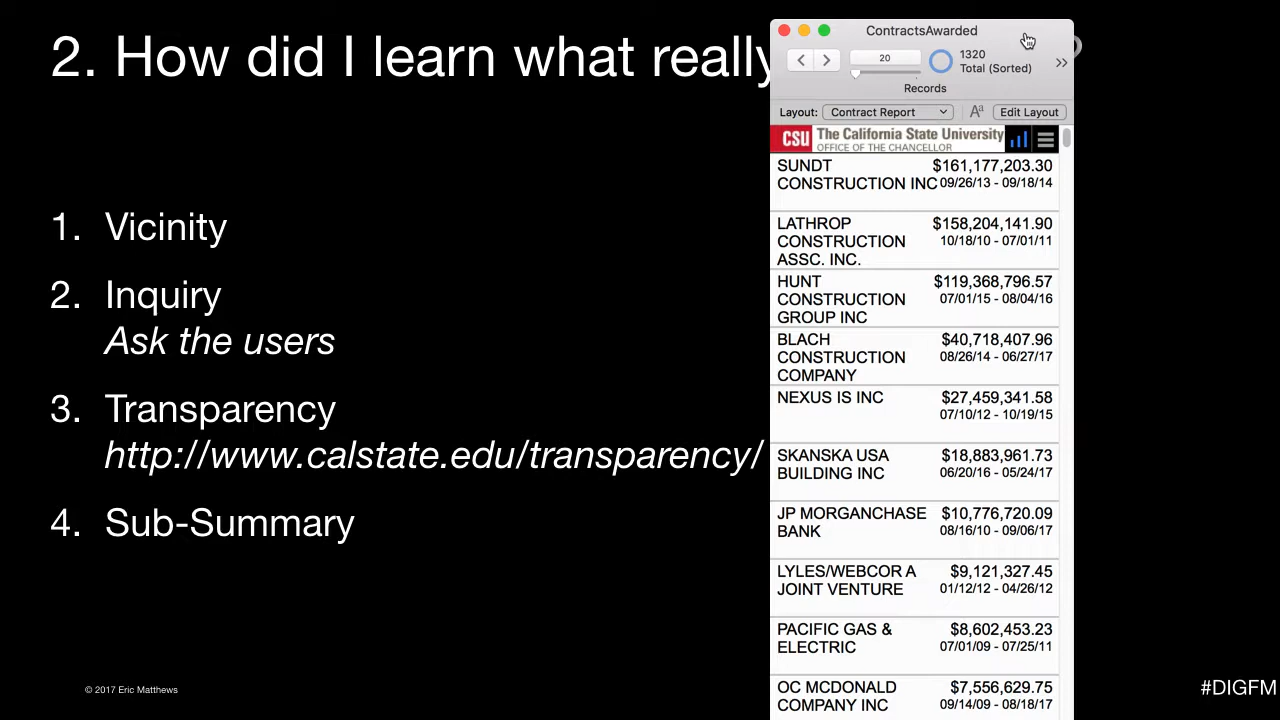 2. How did I learn what really
1. Vicinity
2. Inquiry
Ask the users
3. Transparency
http://www.calstate.edu/transparency/
4. Sub-Summary
© 2017 Eric Matthews
#DIGFM
ContractsAwarded
20
1320
Total (Sorted)
Records
Layout: Contract Report Aa Edit Layout
CSU The California State University
OFFICE OF THE CHANCELLOR
SUNDT $161,177,203.30
CONSTRUCTION INC 09/26/13 - 09/18/14
LATHROP $158,204,141.90
CONSTRUCTION 10/18/10 - 07/01/11
ASSC. INC.
HUNT $119,368,796.57
CONSTRUCTION 07/01/15 - 08/04/16
GROUP INC
BLACH $40,718,407.96
CONSTRUCTION 08/26/14 - 06/27/17
COMPANY
NEXUS IS INC $27,459,341.58
07/10/12 - 10/19/15
SKANSKA USA $18,883,961.73
BUILDING INC 06/20/16 - 05/24/17
JP MORGANCHASE $10,776,720.09
BANK 08/16/10 - 09/06/17
LYLES/WEBCOR A $9,121,327.45
JOINT VENTURE 01/12/12 - 04/26/12
PACIFIC GAS & $8,602,453.23
ELECTRIC 07/01/09 - 07/25/11
OC MCDONALD $7,556,629.75
COMPANY INC 09/14/09 - 08/18/17